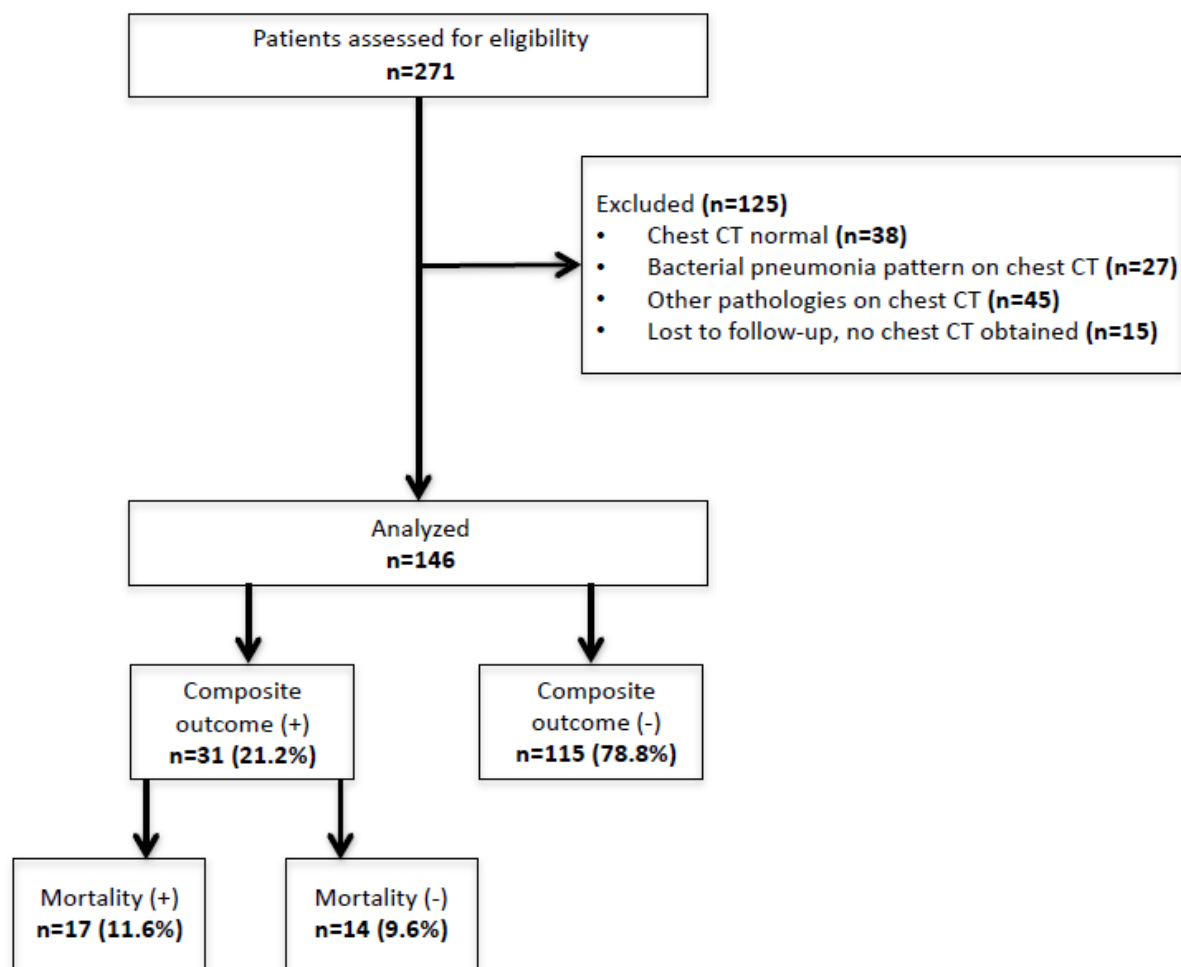 Patients assessed for eligibility
n=271
Excluded (n=125)
• Chest CT normal (n=38)
• Bacterial pneumonia pattern on chest CT (n=27)
• Other pathologies on chest CT (n=45)
• Lost to follow-up, no chest CT obtained (n=15)
Analyzed
n=146
Composite
outcome (+)
n=31 (21.2%)
Composite
outcome (-)
n=115 (78.8%)
Mortality (+)
n=17 (11.6%)
Mortality (-)
n=14 (9.6%)